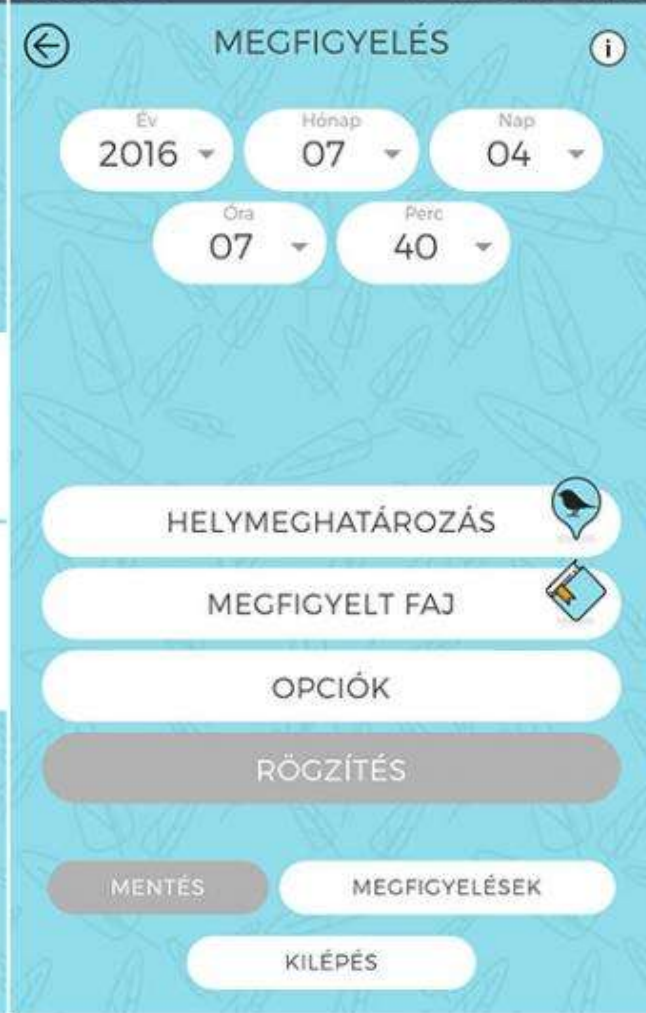 MEGFIGYELÉS
i
Év Hónap Nap
2016 07 04
Óra Perc
07 40
HELYMEGHATÁROZÁS
MEGFIGYELT FAJ
OPCIÓK
RÖGZÍTÉS
MENTÉS MEGFIGYELÉSEK
KILÉPÉS